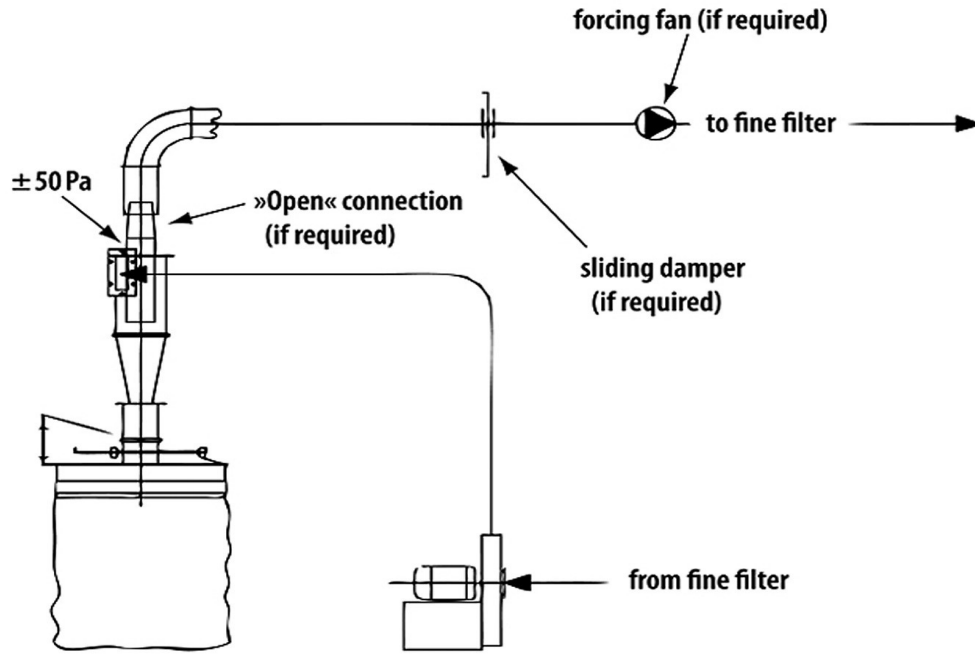 forcing fan (if required)
to fine filter
± 50 Pa
»Open« connection
(if required)
sliding damper
(if required)
from fine filter